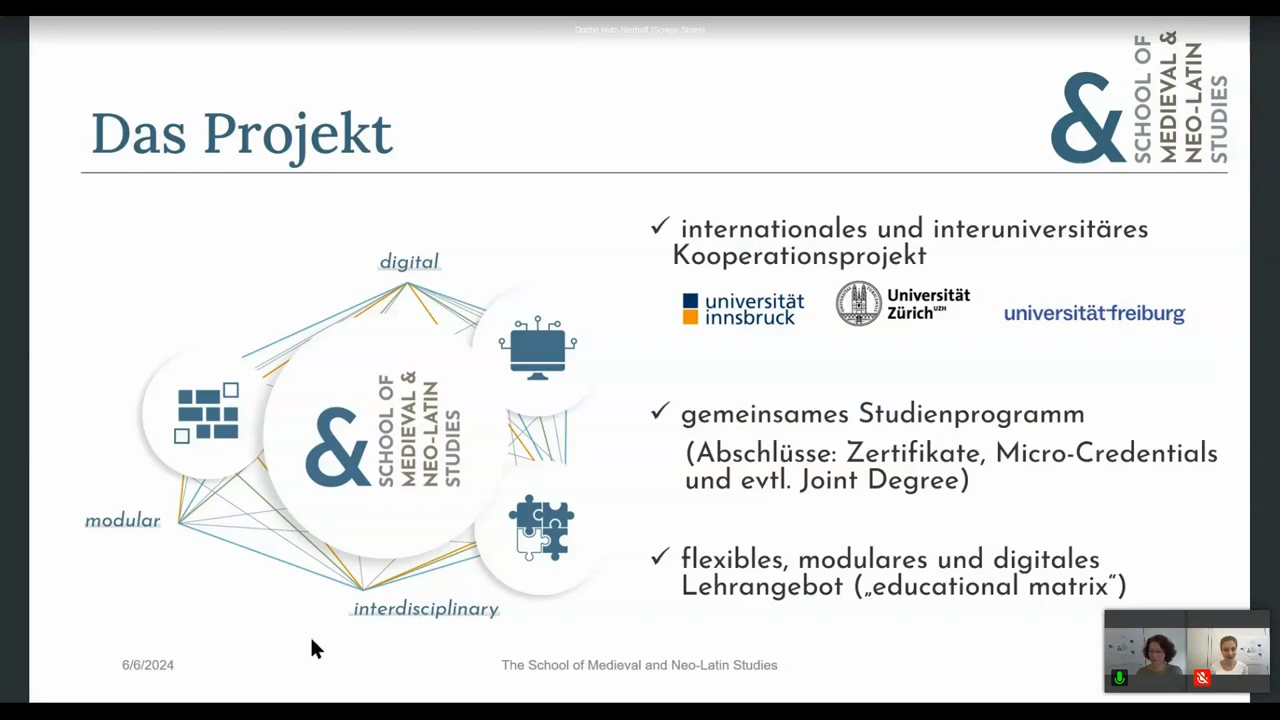 SCHOOL OF
MEDIEVAL &
NEO-LATIN
STUDIES
&
Das Projekt
digital
SCHOOL OF
MEDIEVAL &
NEO-LATIN
STUDIES
&
modular
interdisciplinary
✓ internationales und interuniversitäres
Kooperationsprojekt
universität
innsbruck
Universität
Zürich UZH
universität freiburg
✓ gemeinsames Studienprogramm
(Abschlüsse: Zertifikate, Micro-Credentials
und evtl. Joint Degree)
✓ flexibles, modulares und digitales
Lehrangebot („educational matrix“)
6/6/2024
The School of Medieval and Neo-Latin Studies